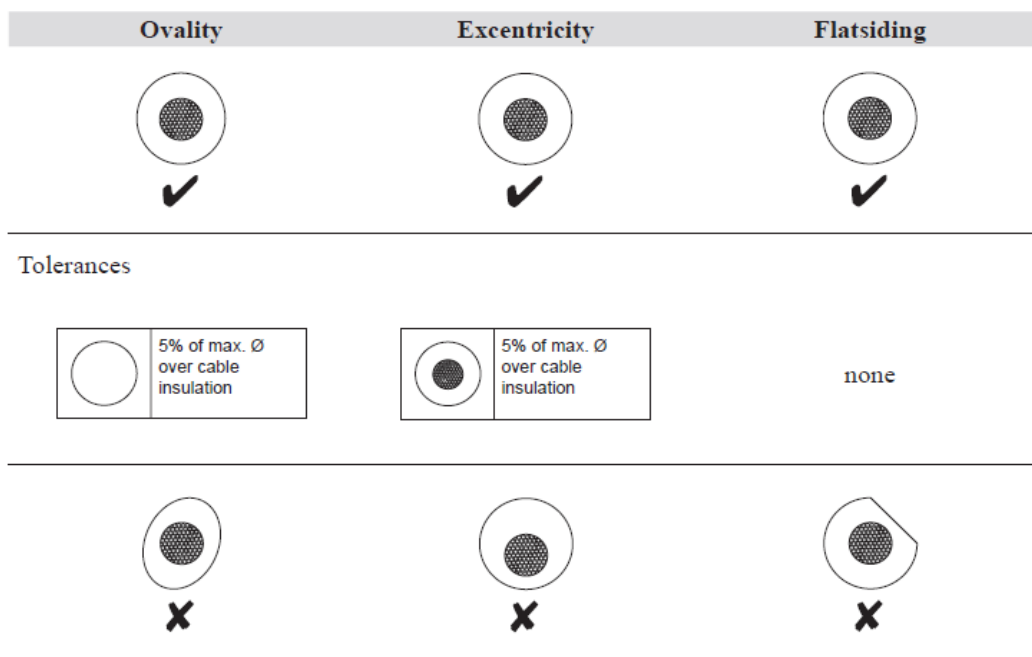 Ovality Excentricity Flatsiding
✔ ✔ ✔
Tolerances
5% of max. Ø
over cable
insulation
5% of max. Ø
over cable
insulation
none
✘ ✘ ✘